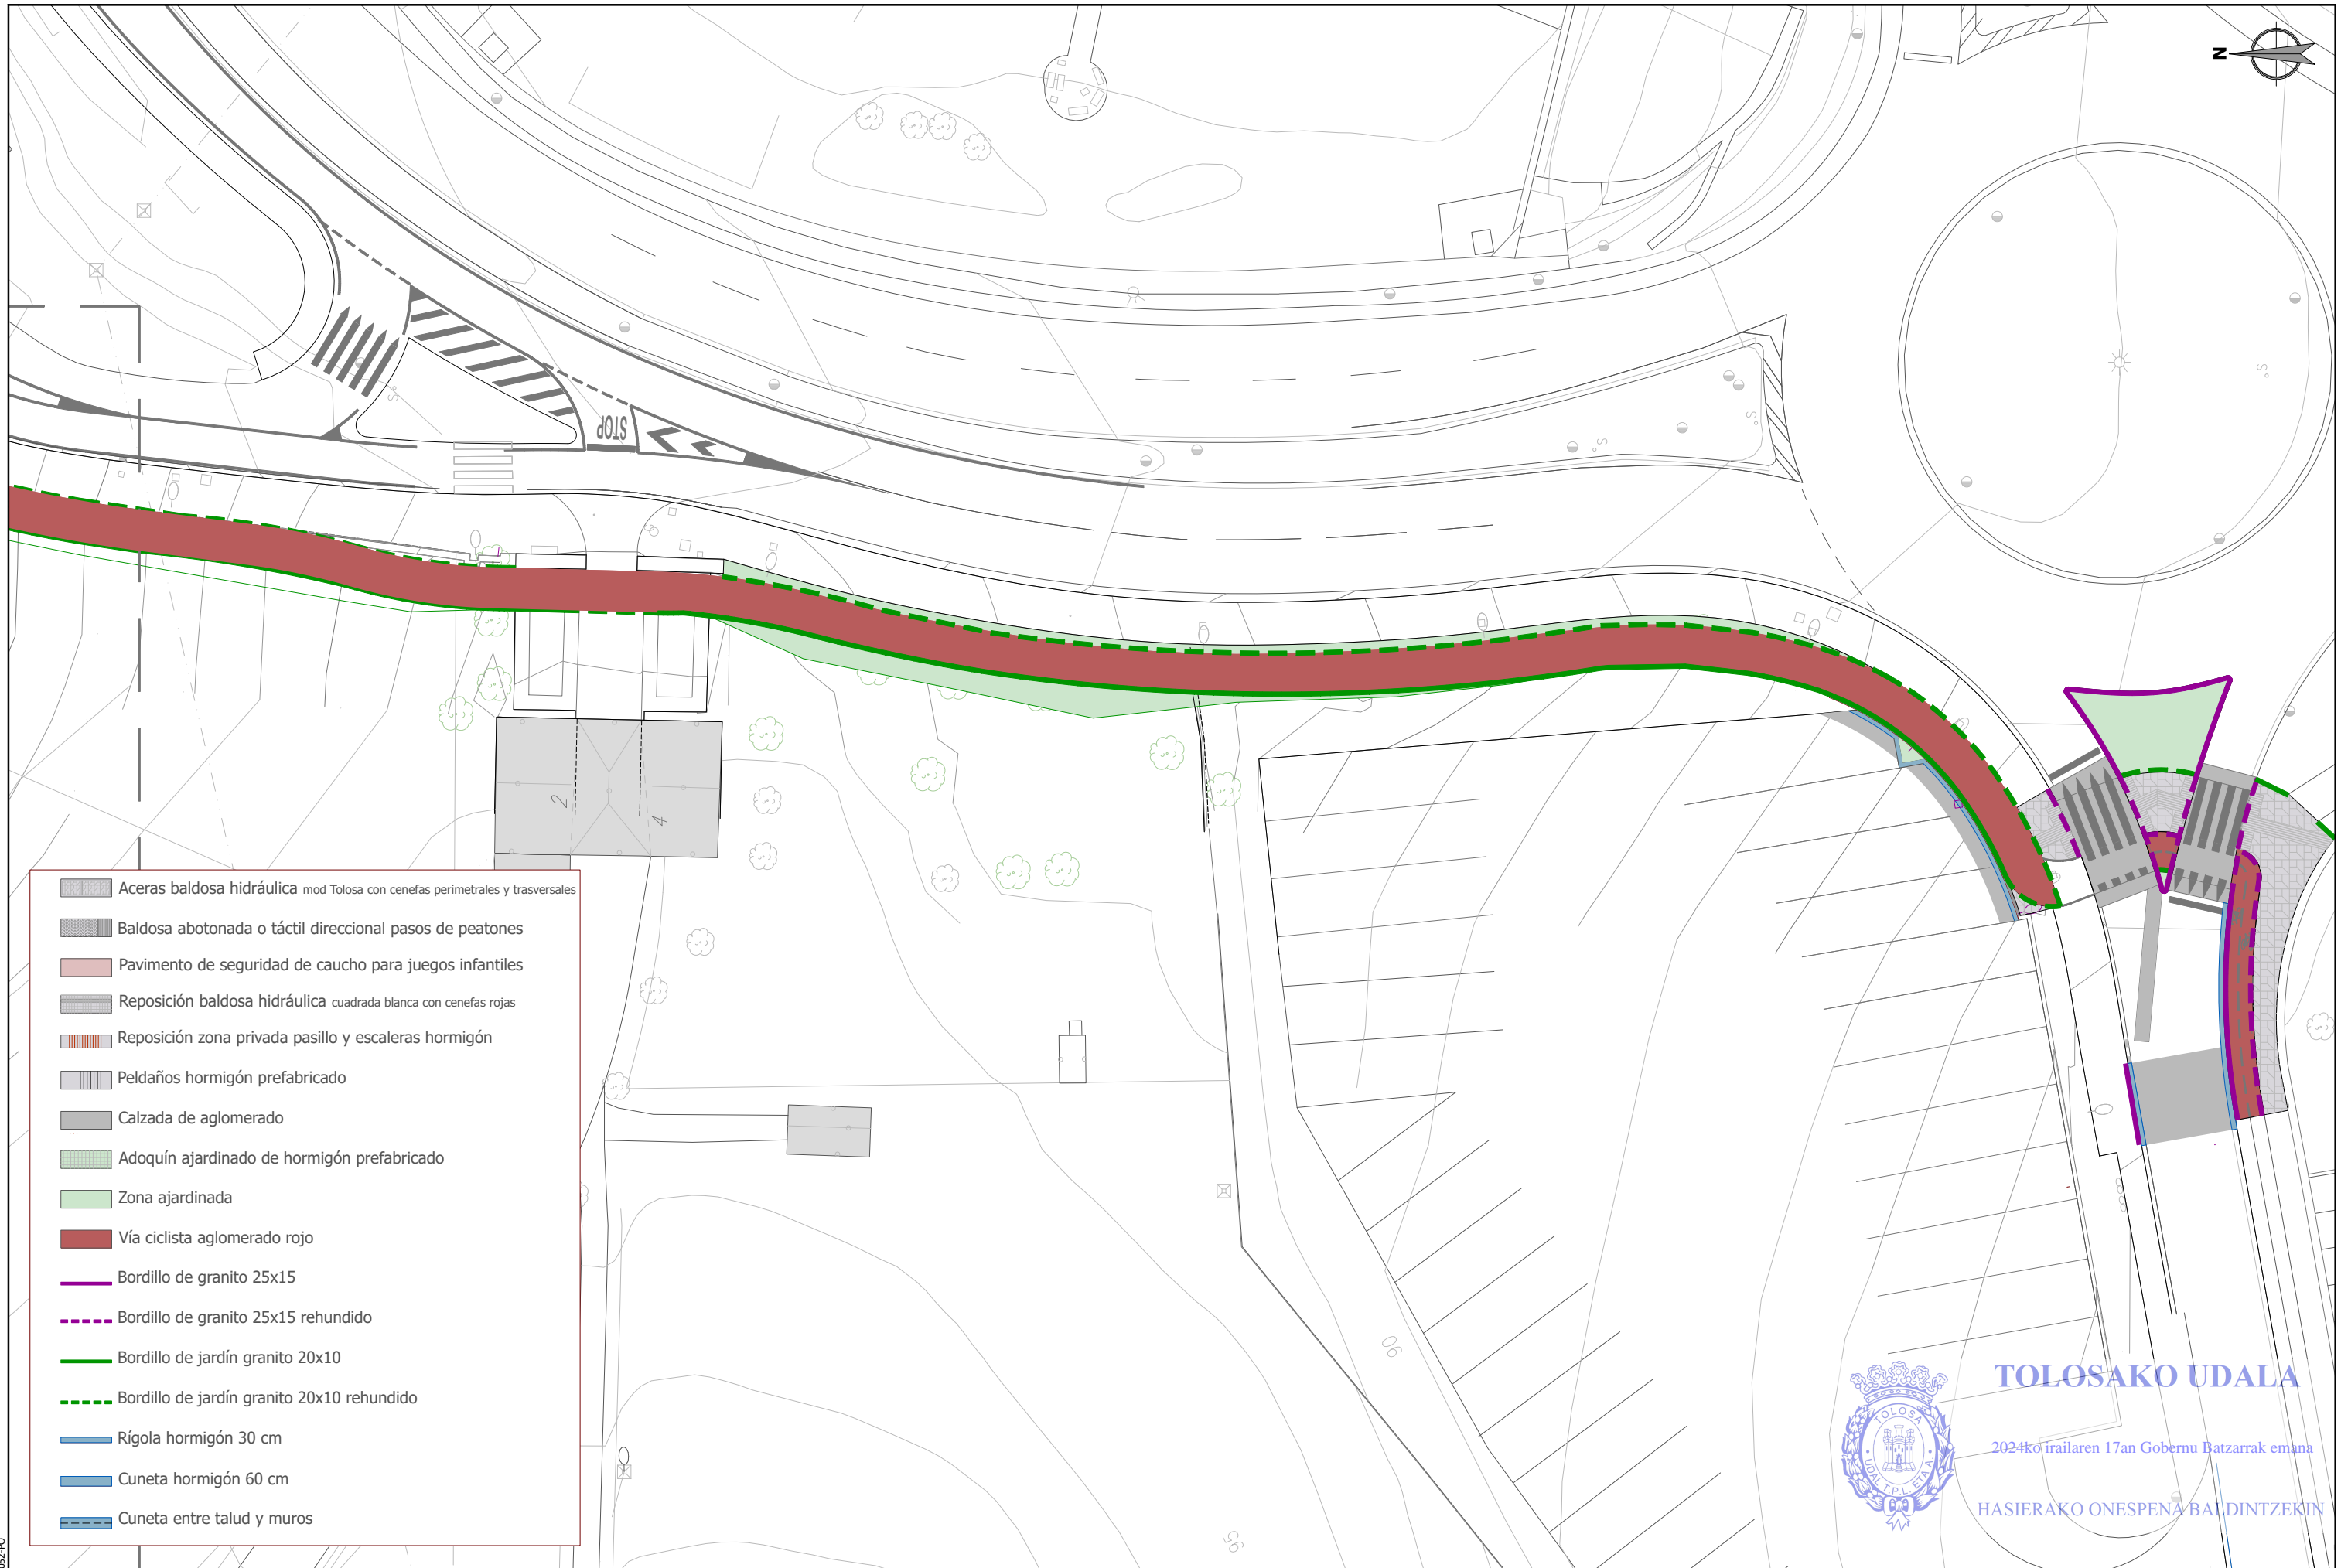 N
STOP
2
4
Aceras baldosa hidráulica mod Tolosa con cenefas perimetrales y trasversales
Baldosa abotonada o táctil direccional pasos de peatones
Pavimento de seguridad de caucho para juegos infantiles
Reposición baldosa hidráulica cuadrada blanca con cenefas rojas
Reposición zona privada pasillo y escaleras hormigón
Peldaños hormigón prefabricado
Calzada de aglomerado
Adoquín ajardinado de hormigón prefabricado
Zona ajardinada
Vía ciclista aglomerado rojo
Bordillo de granito 25x15
Bordillo de granito 25x15 rehundido
Bordillo de jardín granito 20x10
Bordillo de jardín granito 20x10 rehundido
Rígola hormigón 30 cm
Cuneta hormigón 60 cm
Cuneta entre talud y muros
90
95
TOLOSAKO UDALA
2024ko irailaren 17an Gobernu Batzarrak emana
HASIERAKO ONESPENA BALDINTZEKIN
TOLOSA
UDAL T.P.L. ETA A.